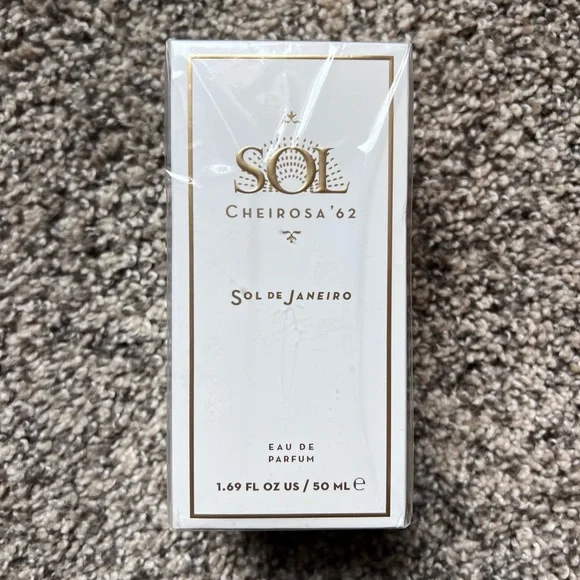 SOL
CHEIROSA '62
SOL DE JANEIRO
EAU DE
PARFUM
1.69 FL OZ US / 50 ML ℮